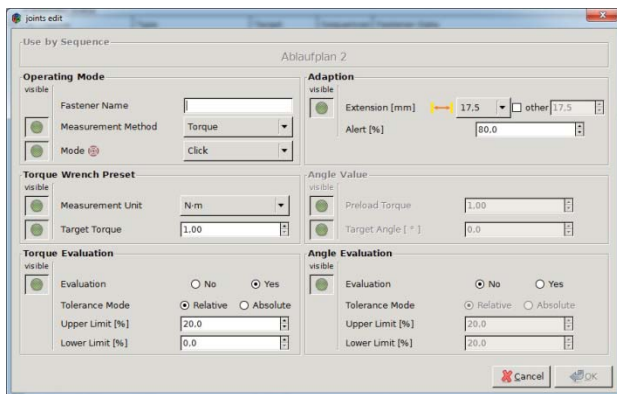 joints edit
Use by Sequence
Ablaufplan 2
Operating Mode
visible
Fastener Name
Measurement Method Torque
Mode Click
Adaption
visible
Extension [mm] 17.5 other 17.5
Alert [%] 80.0
Torque Wrench Preset
visible
Measurement Unit N·m
Target Torque 1.00
Angle Value
visible
Preload Torque 1.00
Target Angle [ ° ] 0.0
Torque Evaluation
visible
Evaluation No Yes
Tolerance Mode Relative Absolute
Upper Limit [%] 20.0
Lower Limit [%] 0.0
Angle Evaluation
visible
Evaluation No Yes
Tolerance Mode Relative Absolute
Upper Limit [%] 20.0
Lower Limit [%] 20.0
Cancel OK